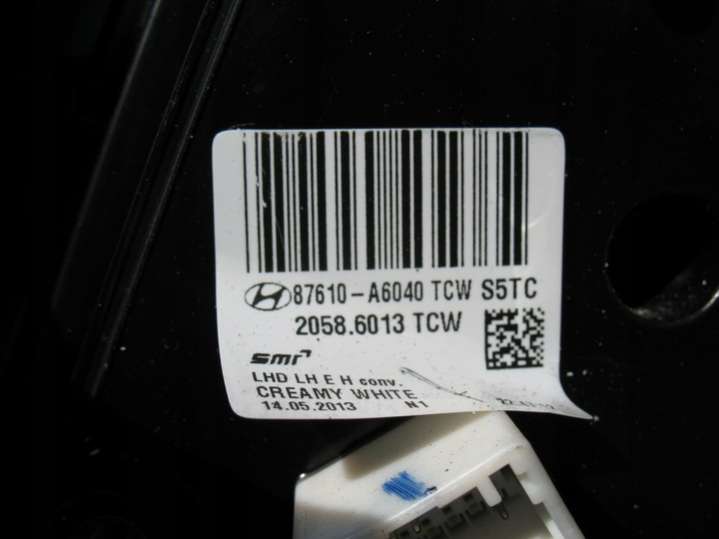 87610-A6040 TCW S5TC
2058.6013 TCW
smr
LHD LH E H conv.
CREAMY WHITE
14.05.2013 N1